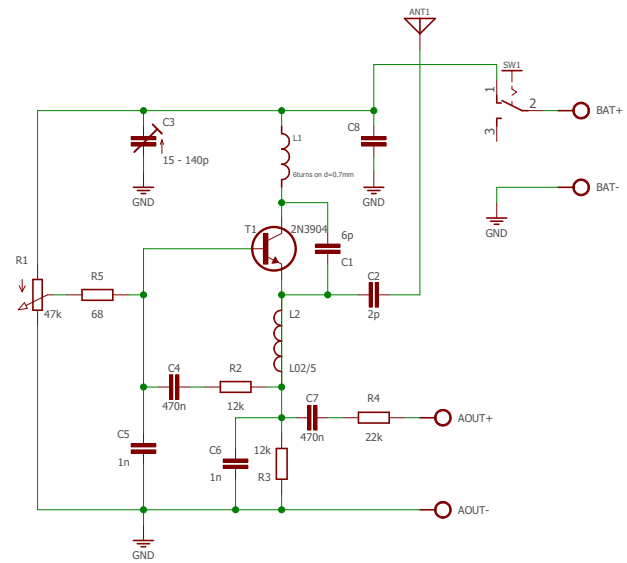 ANT1
SW1
1
2
3
BAT+
BAT-
GND
C3
15 - 140p
GND
L1
6turns on d=0.7mm
C8
GND
T1
2N3904
6p
C1
R1
47k
R5
68
C2
2p
L2
L02/5
C4
470n
R2
12k
C7
470n
R4
22k
AOUT+
C5
1n
C6
1n
12k
R3
AOUT-
GND